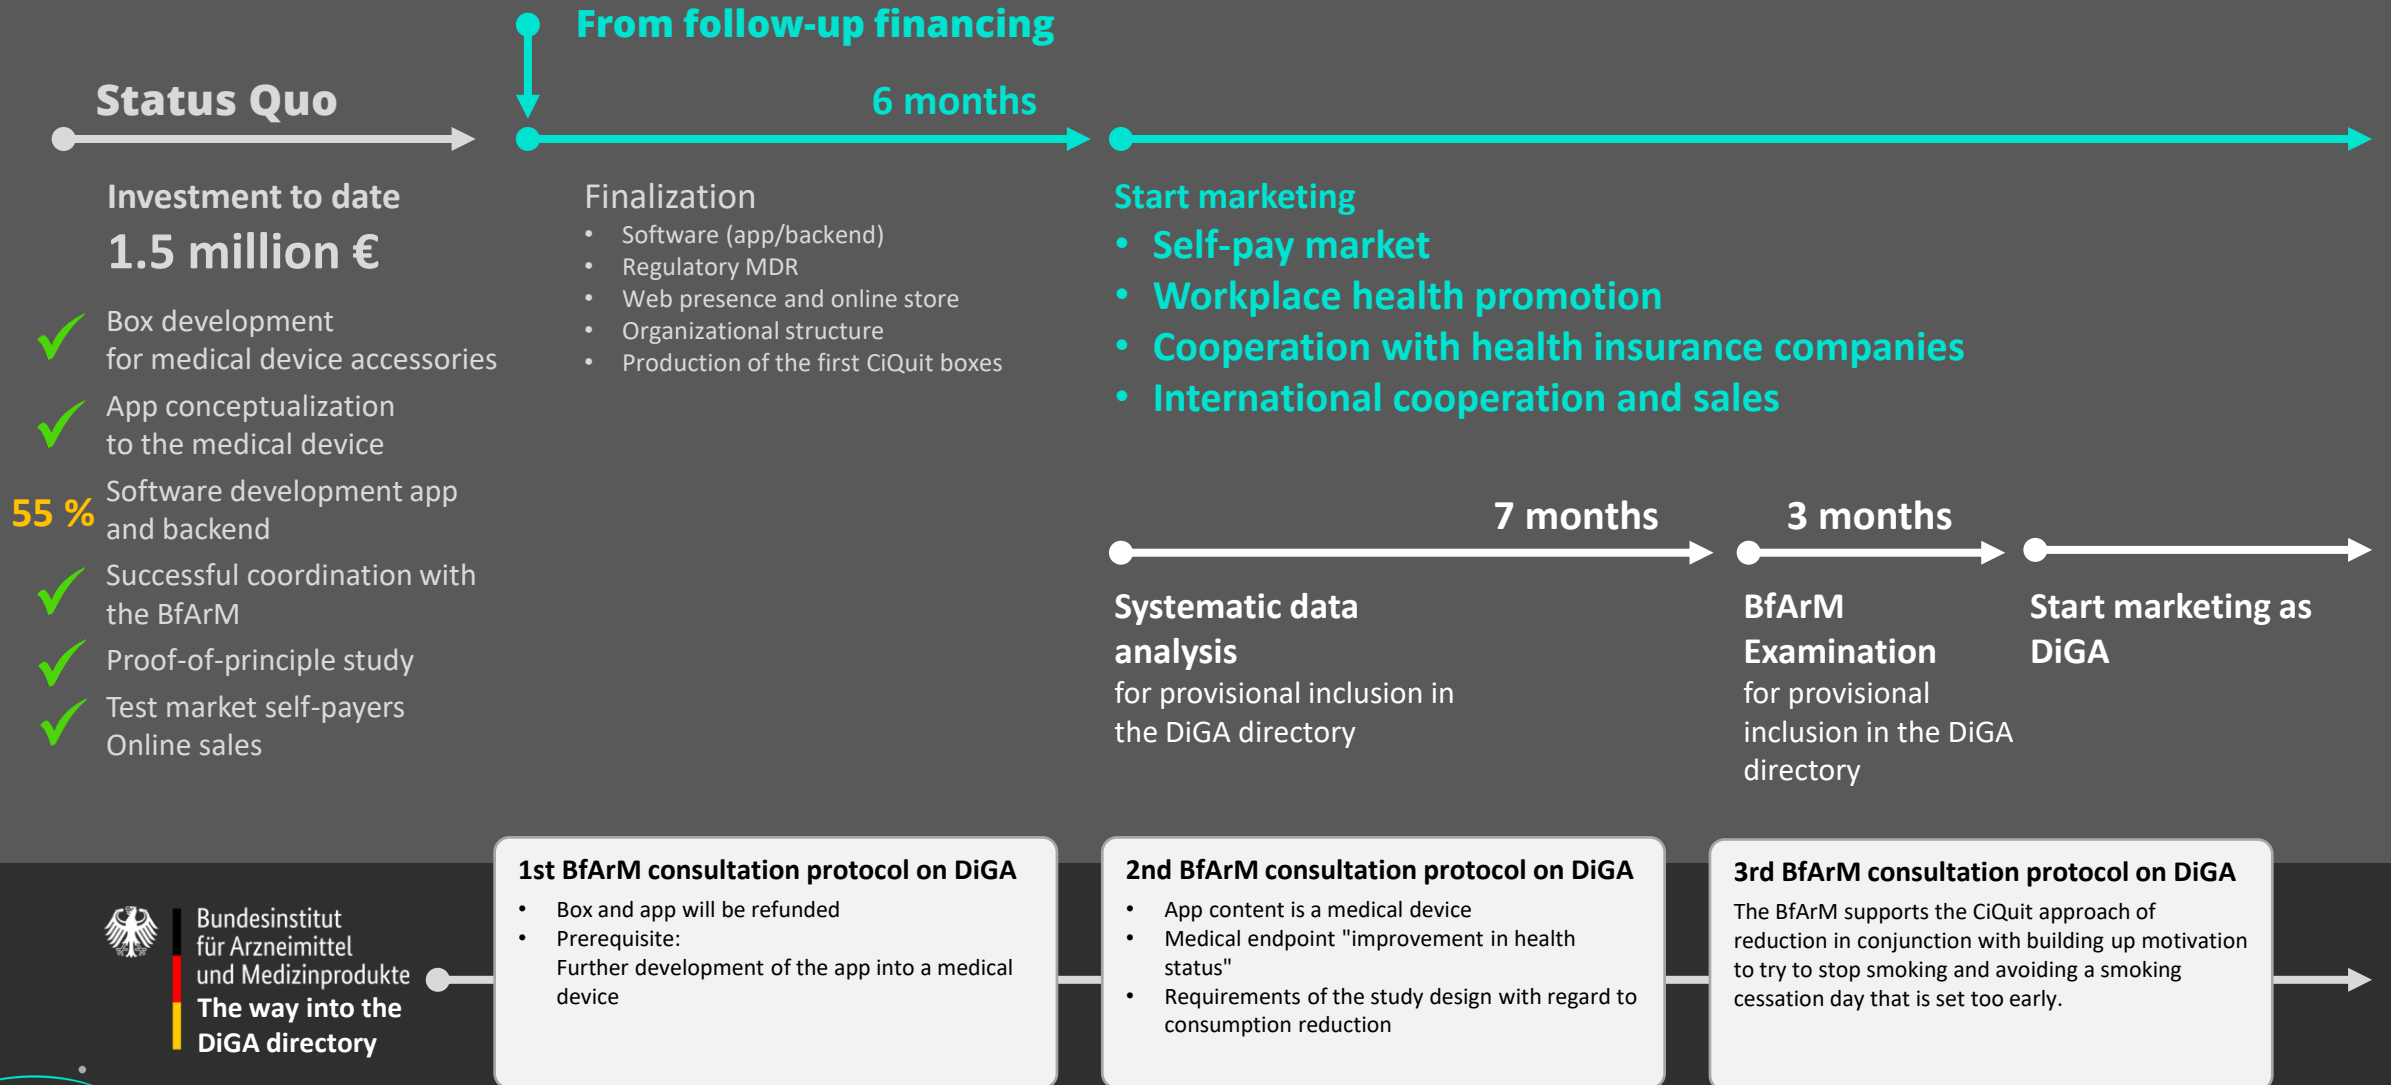 From follow-up financing
Status Quo
6 months
Investment to date
1.5 million €
Box development
for medical device accessories
App conceptualization
to the medical device
55 %
Software development app
and backend
Successful coordination with
the BfArM
Proof-of-principle study
Test market self-payers
Online sales
Finalization
• Software (app/backend)
• Regulatory MDR
• Web presence and online store
• Organizational structure
• Production of the first CiQuit boxes
Start marketing
• Self-pay market
• Workplace health promotion
• Cooperation with health insurance companies
• International cooperation and sales
7 months
Systematic data
analysis
for provisional inclusion in
the DiGA directory
3 months
BfArM
Examination
for provisional
inclusion in the DiGA
directory
Start marketing as
DiGA
Bundesinstitut
für Arzneimittel
und Medizinprodukte
The way into the
DiGA directory
1st BfArM consultation protocol on DiGA
• Box and app will be refunded
• Prerequisite:
Further development of the app into a medical
device
2nd BfArM consultation protocol on DiGA
• App content is a medical device
• Medical endpoint "improvement in health
status"
• Requirements of the study design with regard to
consumption reduction
3rd BfArM consultation protocol on DiGA
The BfArM supports the CiQuit approach of
reduction in conjunction with building up motivation
to try to stop smoking and avoiding a smoking
cessation day that is set too early.